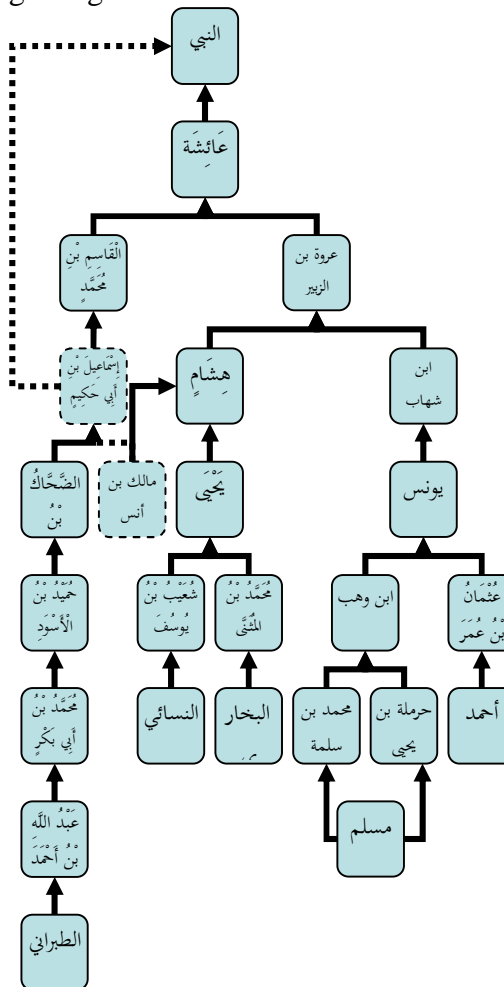 النبي
عَائِشَة
الْقَاسِمِ بْنِ
مُحَمَّدٍ
عروة بن
الزبير
إِسْمَاعِيلَ بْنِ
أَبِي حَكِيمٍ
هِشَامٍ
ابن
شهاب
الضَّحَّاكُ
بْنُ
مالك بن
أنس
يَحْيَى
يونس
حُمَيْدُ بْنُ
الْأَسْوَدِ
شُعَيْبُ بْنُ
يُوسُفَ
مُحَمَّدُ بْنُ
الْمُثَنَّى
ابن وهب
عُثْمَانُ
بْنُ عُمَرَ
مُحَمَّدُ بْنُ
أَبِي بَكْرٍ
النسائي
البخار
ي
محمد بن
سلمة
حرملة بن
يحيى
أحمد
عَبْدُ اللَّهِ
بْنُ أَحْمَدَ
مسلم
الطبراني